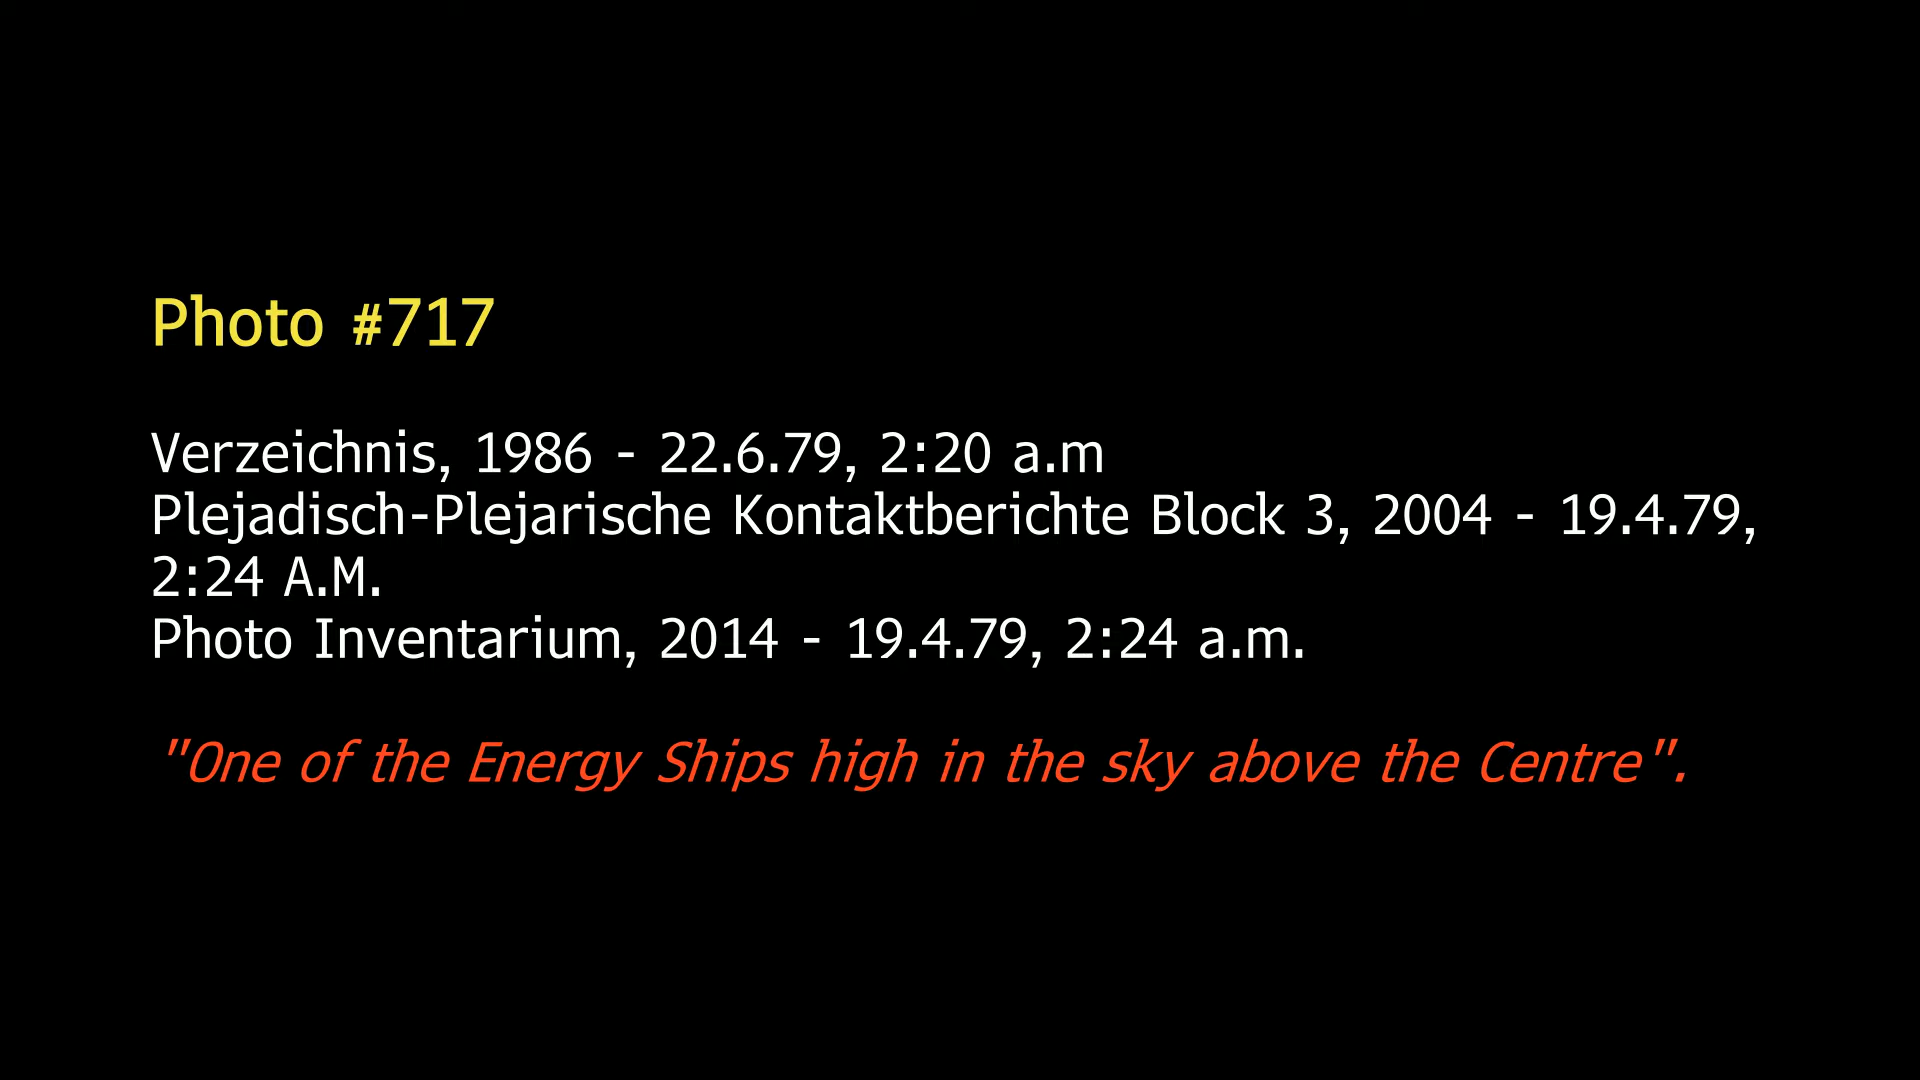 Photo #717
Verzeichnis, 1986 - 22.6.79, 2:20 a.m
Plejadisch-Plejarische Kontaktberichte Block 3, 2004 - 19.4.79,
2:24 A.M.
Photo Inventarium, 2014 - 19.4.79, 2:24 a.m.
"One of the Energy Ships high in the sky above the Centre".